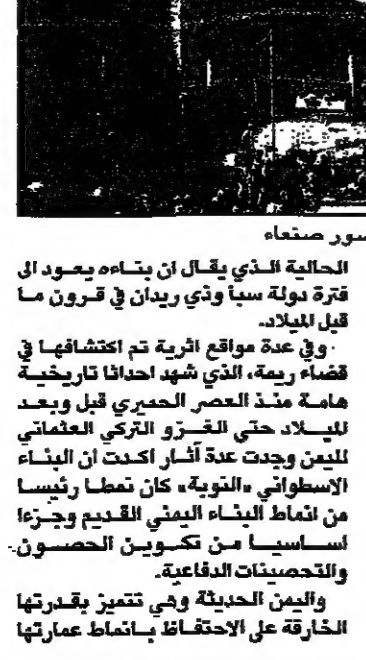 سور صنعاء
الحالية الذي يقال ان بناءه يعود الى
فترة دولة سبأ وذي ريدان في قرون ما
قبل الميلاد.
وفي عدة مواقع اثرية تم اكتشافها في
قضاء ريمة، الذي شهد احداثا تاريخية
هامة منذ العصر الحميري قبل وبعد
الميلاد حتى الغزو التركي العثماني
لليمن وجدت عدة آثار اكدت ان البناء
الاسطواني «النوبة» كان نمطا رئيسا
من انماط البناء اليمني القديم وجزءا
اساسيا من تكوين الحصون
والتحصينات الدفاعية.
واليمن الحديثة وهي تتميز بقدرتها
الخارقة على الاحتفاظ بانماط عمارتها